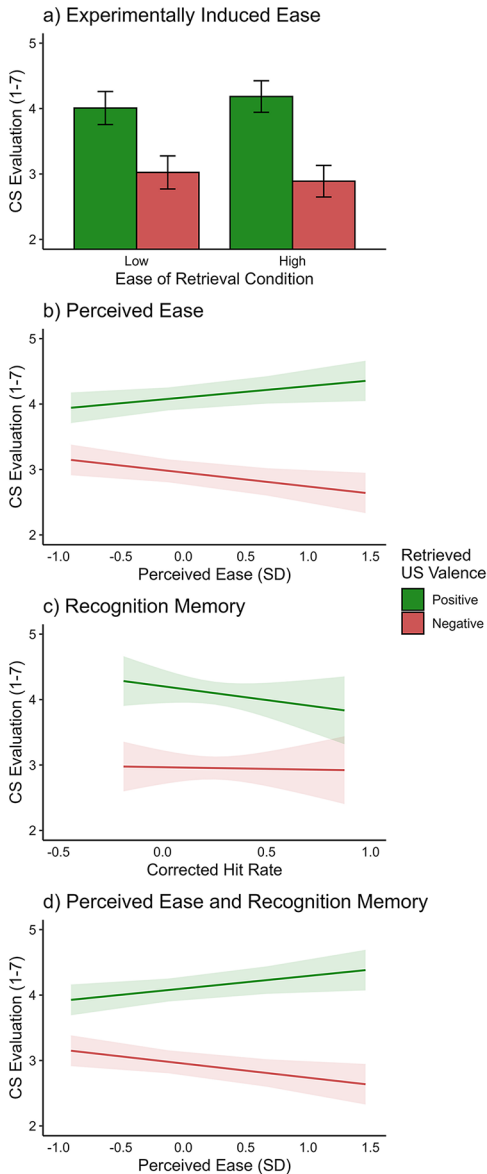 a) Experimentally Induced Ease
5
4
3
2
CS Evaluation (1-7)
Low
High
Ease of Retrieval Condition
b) Perceived Ease
5
4
3
2
CS Evaluation (1-7)
-1.0
-0.5
0.0
0.5
1.0
1.5
Perceived Ease (SD)
Retrieved
US Valence
Positive
Negative
c) Recognition Memory
5
4
3
2
CS Evaluation (1-7)
-0.5
0.0
0.5
1.0
Corrected Hit Rate
d) Perceived Ease and Recognition Memory
5
4
3
2
CS Evaluation (1-7)
-1.0
-0.5
0.0
0.5
1.0
1.5
Perceived Ease (SD)